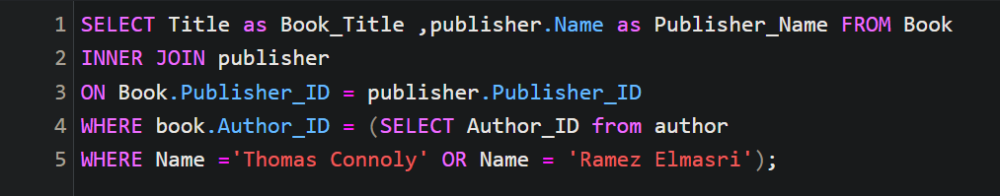 1 SELECT Title as Book_Title ,publisher.Name as Publisher_Name FROM Book
2 INNER JOIN publisher
3 ON Book.Publisher_ID = publisher.Publisher_ID
4 WHERE book.Author_ID = (SELECT Author_ID from author
5 WHERE Name ='Thomas Connoly' OR Name = 'Ramez Elmasri');